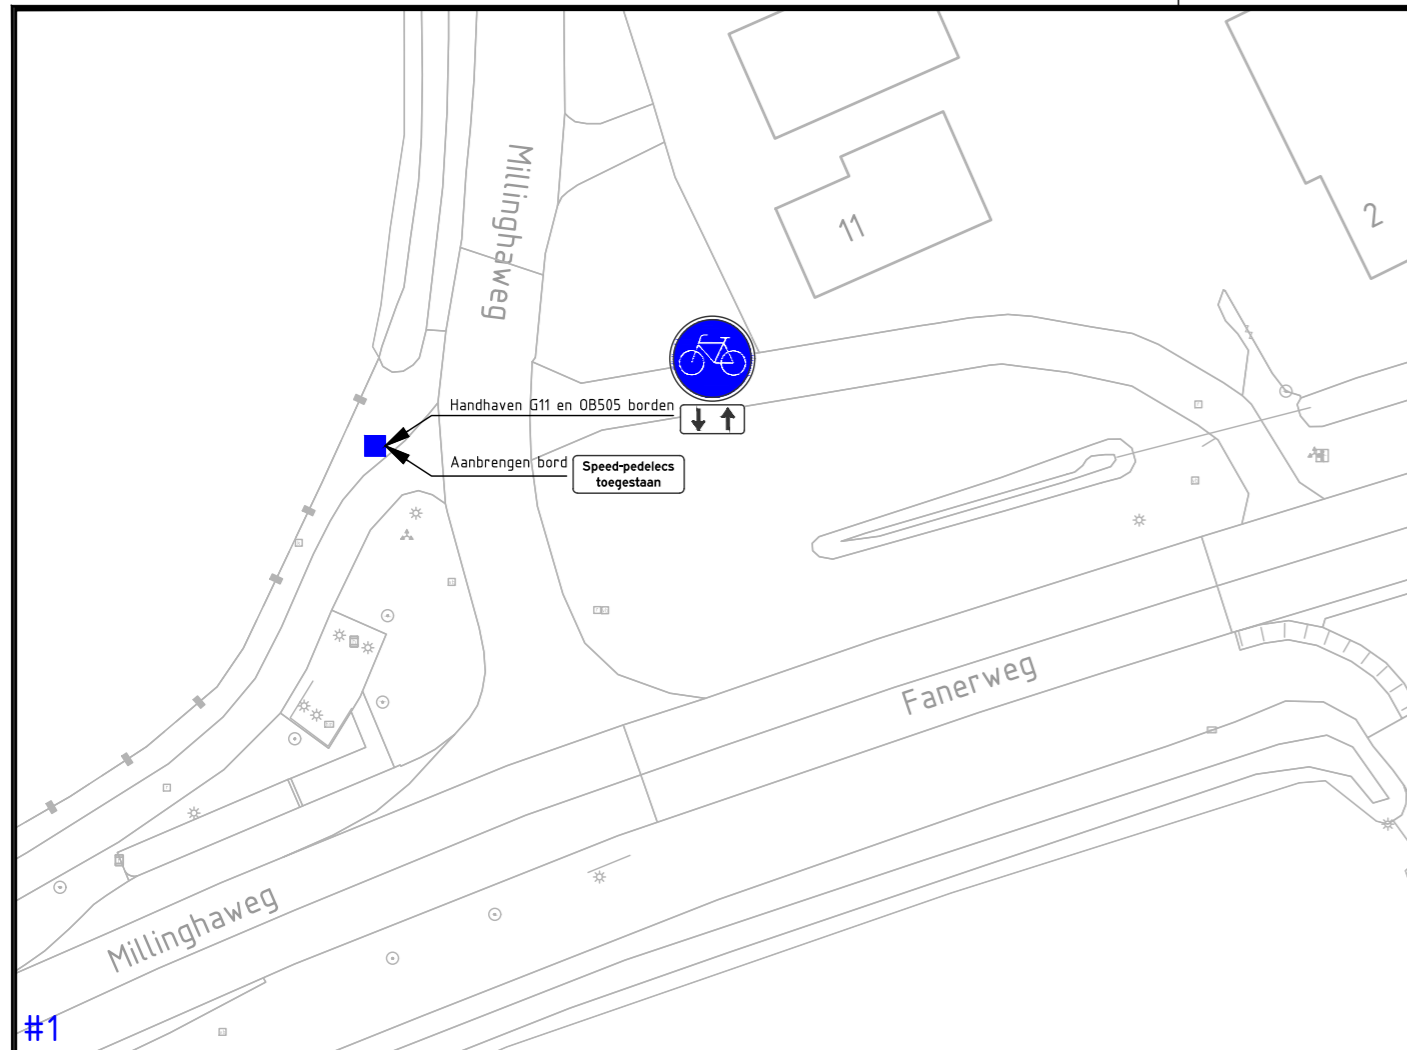 Millinghaweg
11
2
Handhaven G11 en OB505 borden
Aanbrengen bord
Speed-pedelecs
toegestaan
Fanerweg
Millinghaweg
#1